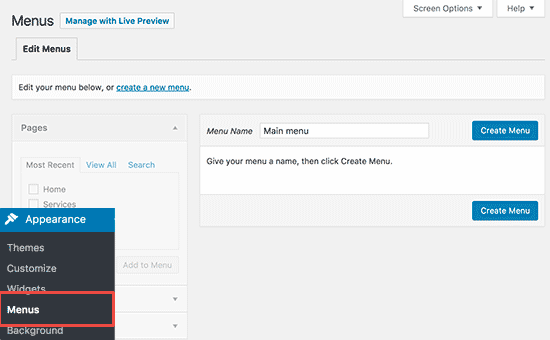 Screen Options Help
Menus Manage with Live Preview
Edit Menus
Edit your menu below, or create a new menu.
Pages
Most Recent View All Search
Home
Services
Add to Menu
Menu Name Main menu Create Menu
Give your menu a name, then click Create Menu.
Create Menu
Appearance
Themes
Customize
Widgets
Menus
Background